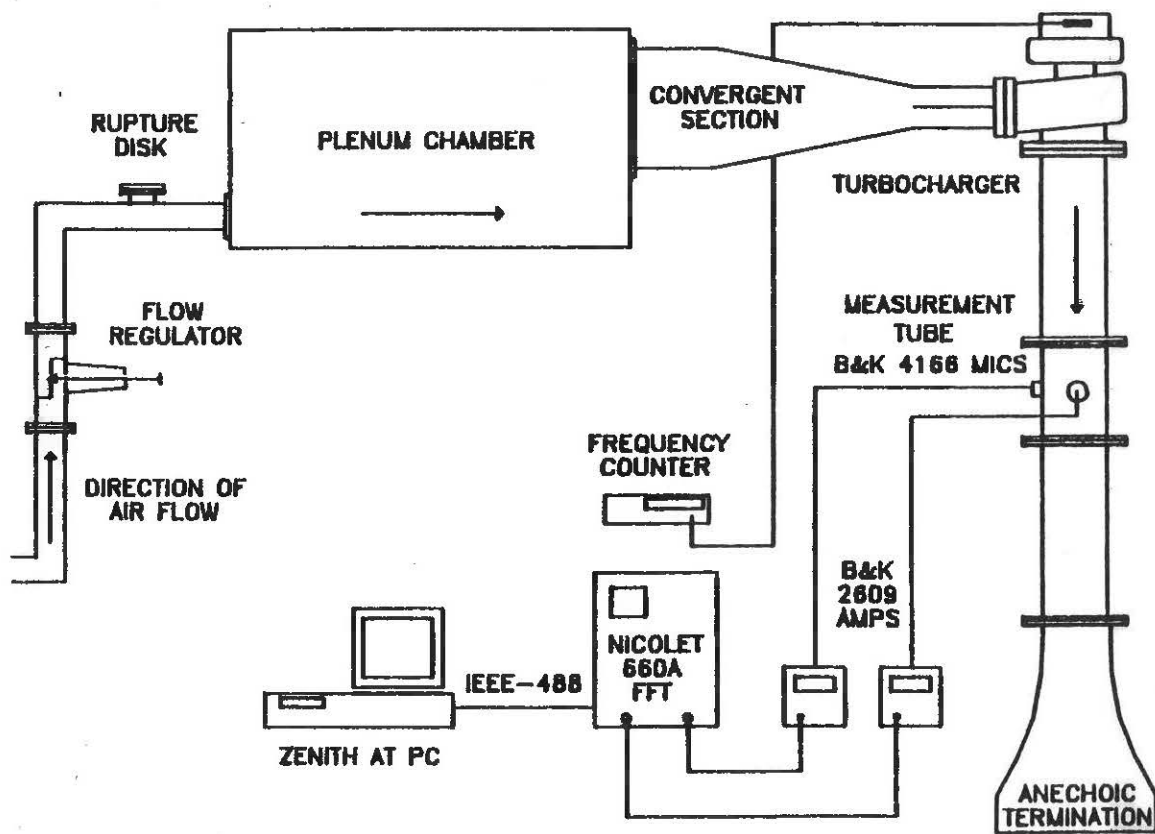 RUPTURE
DISK
PLENUM CHAMBER
CONVERGENT
SECTION
TURBOCHARGER
FLOW
REGULATOR
MEASUREMENT
TUBE
B&K 4166 MICS
FREQUENCY
COUNTER
DIRECTION OF
AIR FLOW
B&K
2609
AMPS
NICOLET
660A
FFT
IEEE-488
ZENITH AT PC
ANECHOIC
TERMINATION